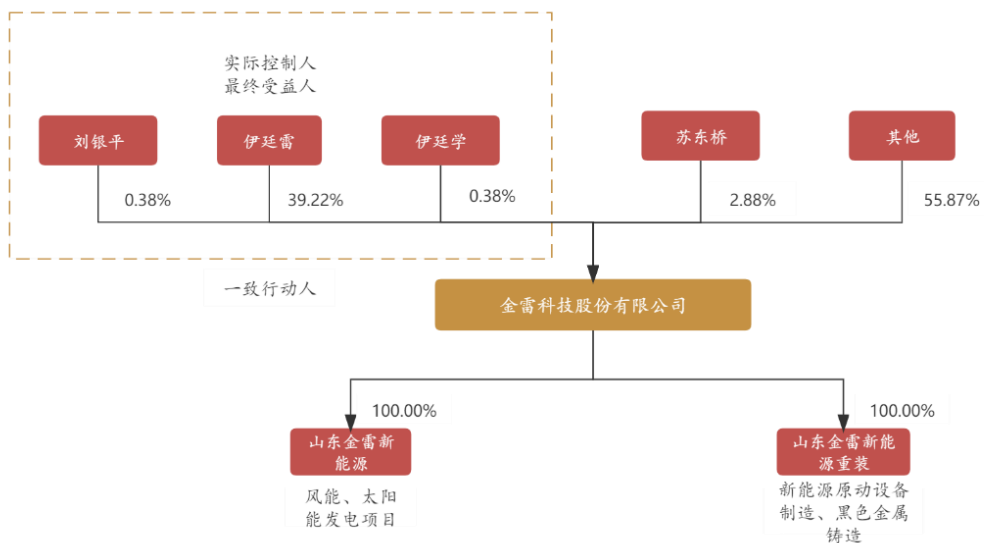 实际控制人
最终受益人
刘银平
伊廷雷
伊廷学
苏东桥
其他
0.38%
39.22%
0.38%
2.88%
55.87%
一致行动人
金雷科技股份有限公司
100.00%
100.00%
山东金雷新
能源
山东金雷新能
源重装
风能、太阳
能发电项目
新能源原动设备
制造、黑色金属
铸造